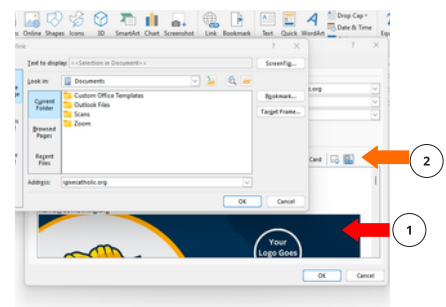 Drop Cap
Date & Time
Online Shapes Icons 3D SmartArt Chart Screenshot Link Bookmark Text Quick WordArt
link
Text to display: <<Selection in Document>> ScreenTip...
Look in: Documents
Current Folder
Browsed Pages
Recent Files
Custom Office Templates
Outlook Files
Scans
Zoom
Bookmark...
Target Frame...
Address: igivecatholic.org
OK Cancel
s.org
Card
2
1
Your
Logo Goes
OK Cancel